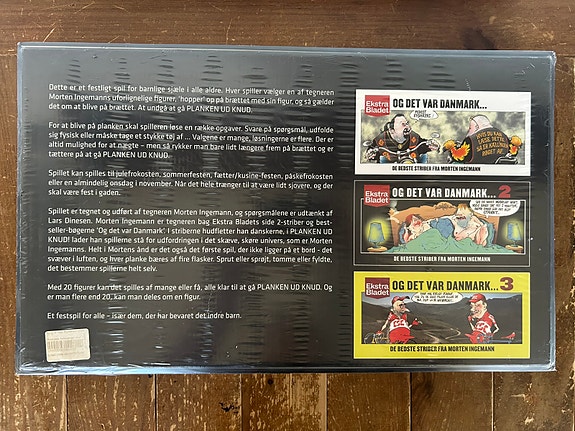 Dette er et festligt spil for barnlige sjæle i alle aldre. Hver spiller vælger en af tegneren
Morten Ingemanns uforlignelige figurer, 'hopper' op på brættet med sin figur, og så gælder
det om at blive på brættet. At undgå at gå PLANKEN UD KNUD.
For at blive på planken skal spilleren løse en række opgaver. Svare på spørgsmål, udfolde
sig fysisk eller måske tage et stykke tøj af... Valgene er mange, løsningerne er flere. Der er
altid mulighed for at nægte – men så rykker man bare lidt længere frem på brættet og er
tættere på at gå PLANKEN UD KNUD.
Spillet kan spilles til julefrokosten, sommerfesten, fætter/kusine-festen, påskefrokosten
eller en almindelig onsdag i november. Når det hele trænger til at være lidt sjovere, og der
skal være fest i gaden.
Spillet er tegnet og udført af tegneren Morten Ingemann, og spørgsmålene er udtænkt af
Lars Dinesen. Morten Ingemann er tegneren bag Ekstra Bladets side 2-striber og best-
seller-bøgerne 'Og det var Danmark'. I striberne hudfletter han danskerne, i PLANKEN UD
KNUD! lader han spillerne stå for udfordringen i det skæve, skøre univers, som er Morten
Ingemanns. Helt i Mortens ånd er det også det første spil, der ikke ligger på et bord - det
svæver i luften, og hver planke bæres af fire flasker. Sprut eller sprøjt, tomme eller fyldte,
det bestemmer spillerne helt selv.
Med 20 figurer kan det spilles af mange eller få, alle klar til at gå PLANKEN UD KNUD. Og
er man flere end 20, kan man deles om en figur.
Et festspil for alle – især dem, der har bevaret det indre barn.
Ekstra
Bladet
OG DET VAR DANMARK...
DE BEDSTE STRIBER FRA MORTEN INGEMANN
Ekstra
Bladet
OG DET VAR DANMARK... 2
DE BEDSTE STRIBER FRA MORTEN INGEMANN
Ekstra
Bladet
OG DET VAR DANMARK... 3
DE BEDSTE STRIBER FRA MORTEN INGEMANN